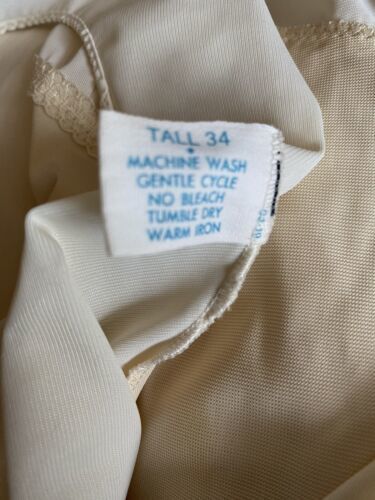 TALL 34
•
MACHINE WASH
GENTLE CYCLE
NO BLEACH
TUMBLE DRY
WARM IRON